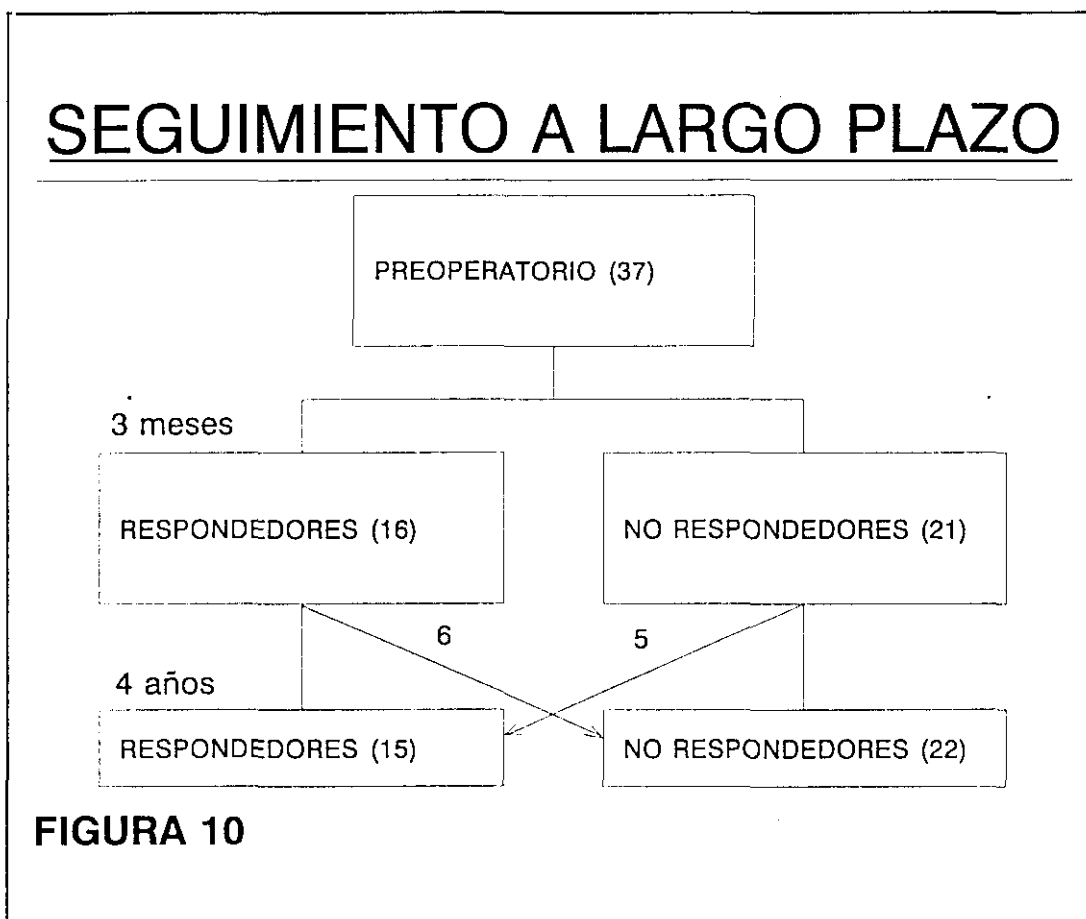 SEGUIMIENTO A LARGO PLAZO
PREOPERATORIO (37)
3 meses
RESPONDEDORES (16)
NO RESPONDEDORES (21)
6
5
4 años
RESPONDEDORES (15)
NO RESPONDEDORES (22)
FIGURA 10